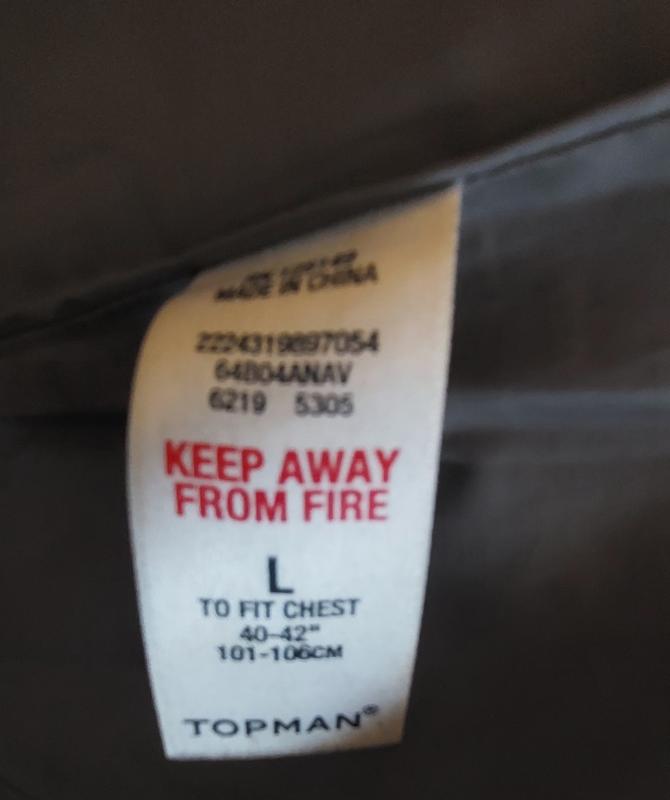 MADE IN CHINA
2224319897054
64B04ANAV
6219 5305
KEEP AWAY
FROM FIRE
L
TO FIT CHEST
40-42"
101-106CM
TOPMAN®